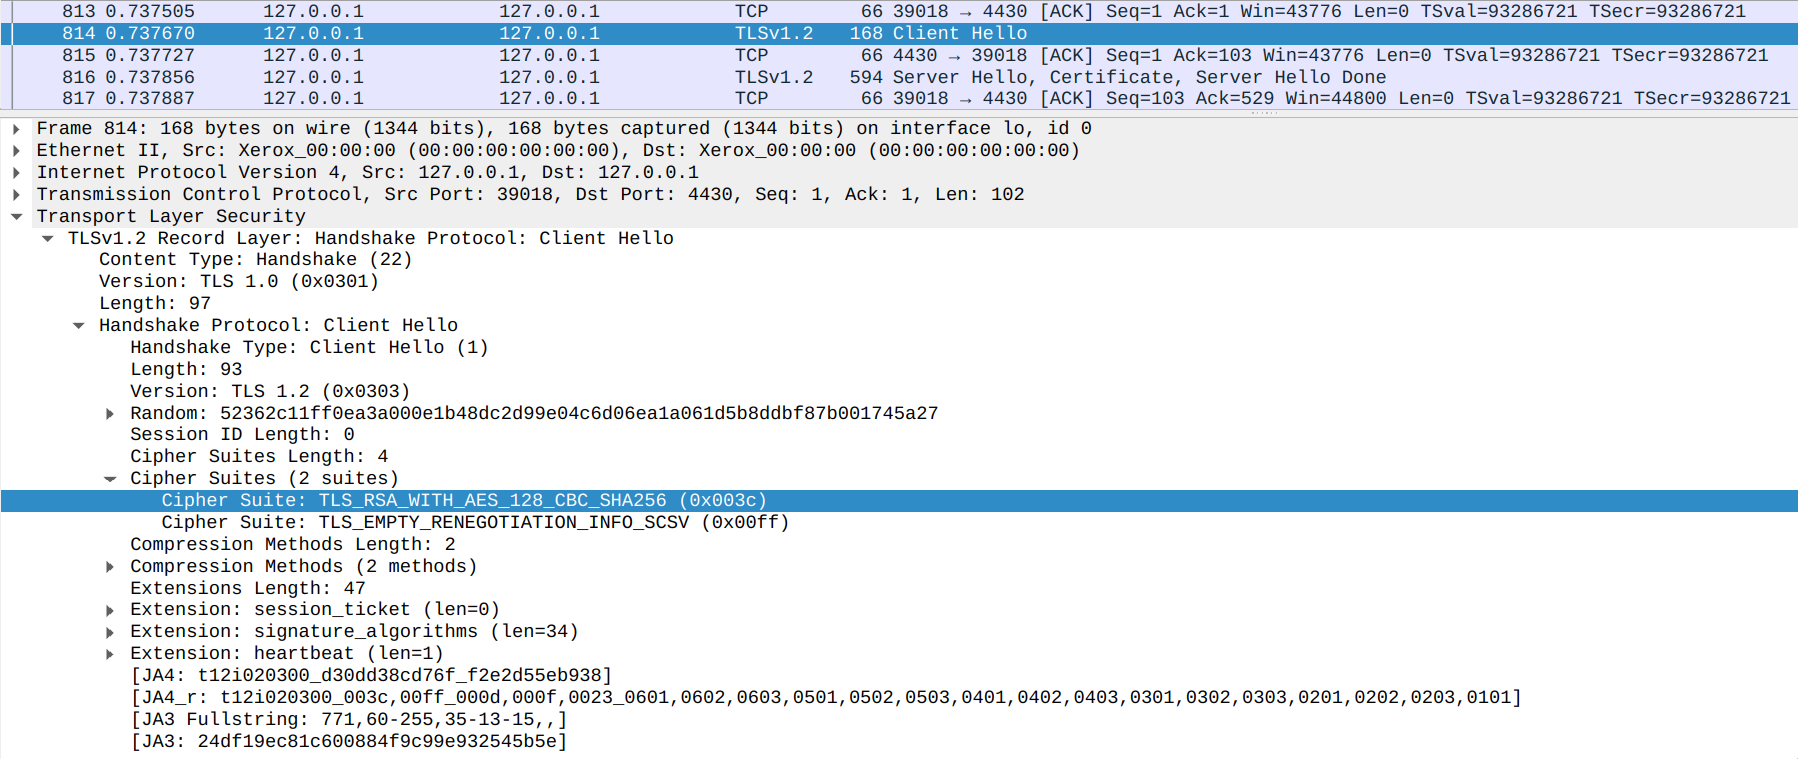 813 0.737505 127.0.0.1 127.0.0.1 TCP 66 39018 → 4430 [ACK] Seq=1 Ack=1 Win=43776 Len=0 TSval=93286721 TSecr=93286721
814 0.737670 127.0.0.1 127.0.0.1 TLSv1.2 168 Client Hello
815 0.737727 127.0.0.1 127.0.0.1 TCP 66 4430 → 39018 [ACK] Seq=1 Ack=103 Win=43776 Len=0 TSval=93286721 TSecr=93286721
816 0.737856 127.0.0.1 127.0.0.1 TLSv1.2 594 Server Hello, Certificate, Server Hello Done
817 0.737887 127.0.0.1 127.0.0.1 TCP 66 39018 → 4430 [ACK] Seq=103 Ack=529 Win=44800 Len=0 TSval=93286721 TSecr=93286721
Frame 814: 168 bytes on wire (1344 bits), 168 bytes captured (1344 bits) on interface lo, id 0
Ethernet II, Src: Xerox_00:00:00 (00:00:00:00:00:00), Dst: Xerox_00:00:00 (00:00:00:00:00:00)
Internet Protocol Version 4, Src: 127.0.0.1, Dst: 127.0.0.1
Transmission Control Protocol, Src Port: 39018, Dst Port: 4430, Seq: 1, Ack: 1, Len: 102
Transport Layer Security
TLSv1.2 Record Layer: Handshake Protocol: Client Hello
Content Type: Handshake (22)
Version: TLS 1.0 (0x0301)
Length: 97
Handshake Protocol: Client Hello
Handshake Type: Client Hello (1)
Length: 93
Version: TLS 1.2 (0x0303)
Random: 52362c11ff0ea3a000e1b48dc2d99e04c6d06ea1a061d5b8ddbf87b001745a27
Session ID Length: 0
Cipher Suites Length: 4
Cipher Suites (2 suites)
Cipher Suite: TLS_RSA_WITH_AES_128_CBC_SHA256 (0x003c)
Cipher Suite: TLS_EMPTY_RENEGOTIATION_INFO_SCSV (0x00ff)
Compression Methods Length: 2
Compression Methods (2 methods)
Extensions Length: 47
Extension: session_ticket (len=0)
Extension: signature_algorithms (len=34)
Extension: heartbeat (len=1)
[JA4: t12i020300_d30dd38cd76f_f2e2d55eb938]
[JA4_r: t12i020300_003c,00ff_000d,000f,0023_0601,0602,0603,0501,0502,0503,0401,0402,0403,0301,0302,0303,0201,0202,0203,0101]
[JA3 Fullstring: 771,60-255,35-13-15,,]
[JA3: 24df19ec81c600884f9c99e932545b5e]